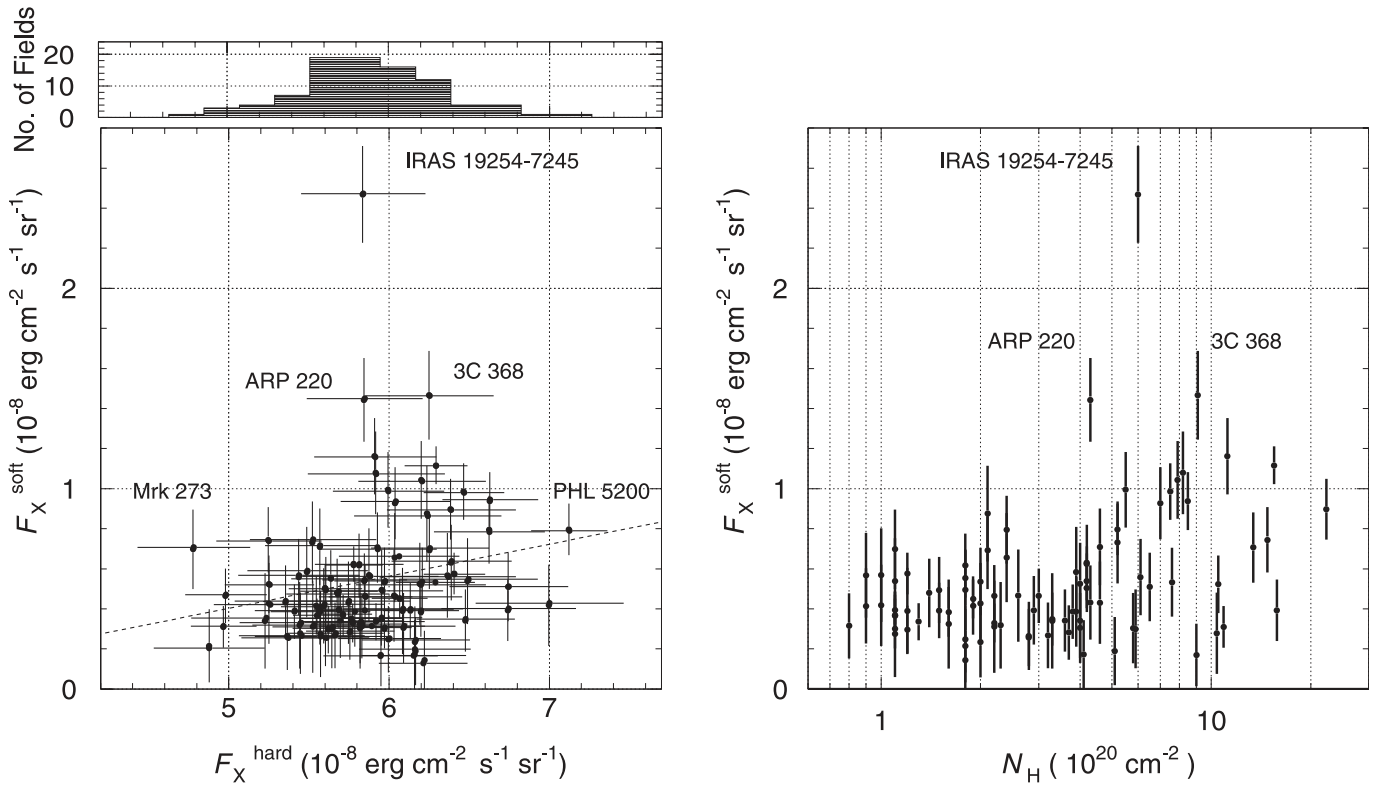 No. of Fields
20
10
0
IRAS 19254-7245
ARP 220
3C 368
Mrk 273
PHL 5200
2
1
0
5
6
7
F_X^soft (10^-8 erg cm^-2 s^-1 sr^-1)
F_X^hard (10^-8 erg cm^-2 s^-1 sr^-1)
IRAS 19254-7245
ARP 220
3C 368
2
1
0
1
10
F_X^soft (10^-8 erg cm^-2 s^-1 sr^-1)
N_H ( 10^20 cm^-2)